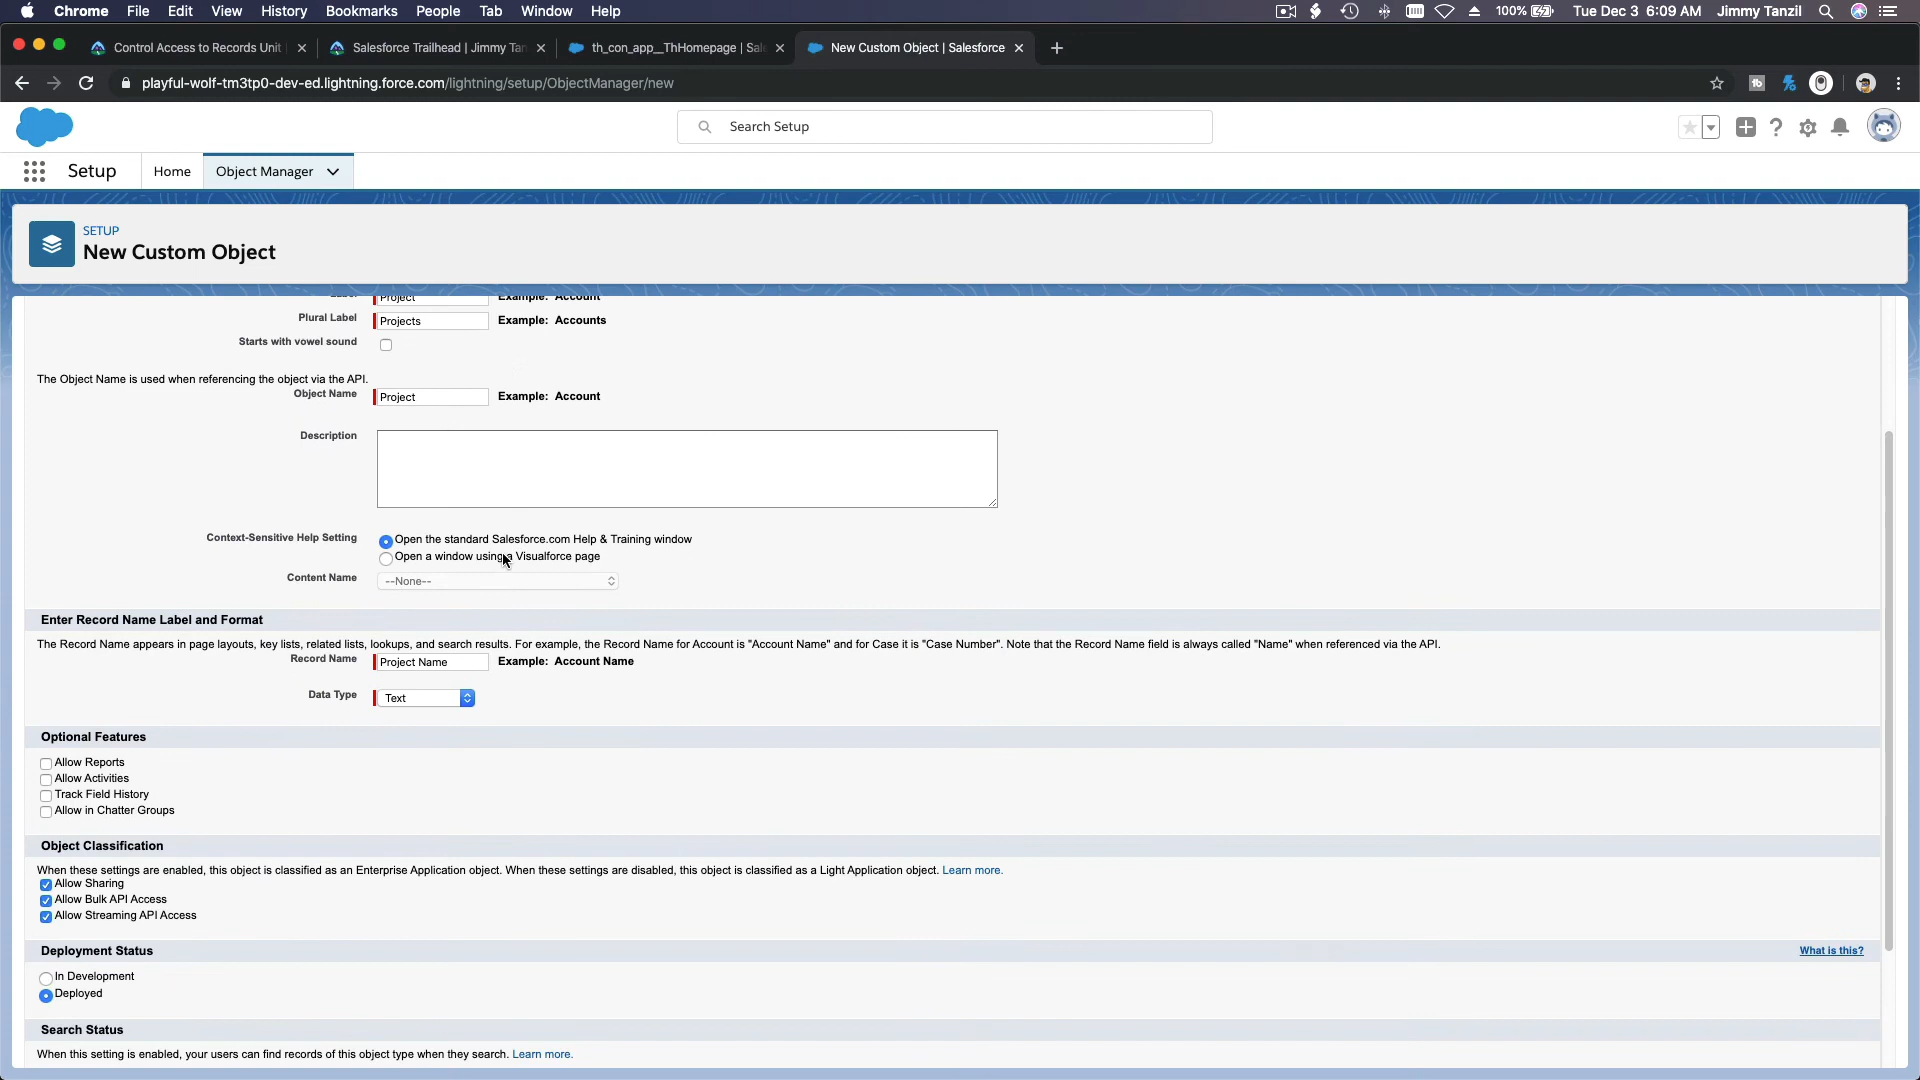 Chrome File Edit View History Bookmarks People Tab Window Help 100% Tue Dec 3 6:09 AM Jimmy Tanzil
Control Access to Records Unit Salesforce Trailhead | Jimmy Tan th_con_app__ThHomepage | Sal New Custom Object | Salesforce
playful-wolf-tm3tp0-dev-ed.lightning.force.com/lightning/setup/ObjectManager/new
Search Setup
Setup Home Object Manager
SETUP
New Custom Object
Label Project Example: Account
Plural Label Projects Example: Accounts
Starts with vowel sound
The Object Name is used when referencing the object via the API.
Object Name Project Example: Account
Description
Context-Sensitive Help Setting Open the standard Salesforce.com Help & Training window
Open a window using a Visualforce page
Content Name --None--
Enter Record Name Label and Format
The Record Name appears in page layouts, key lists, related lists, lookups, and search results. For example, the Record Name for Account is "Account Name" and for Case it is "Case Number". Note that the Record Name field is always called "Name" when referenced via the API.
Record Name Project Name Example: Account Name
Data Type Text
Optional Features
Allow Reports
Allow Activities
Track Field History
Allow in Chatter Groups
Object Classification
When these settings are enabled, this object is classified as an Enterprise Application object. When these settings are disabled, this object is classified as a Light Application object. Learn more.
Allow Sharing
Allow Bulk API Access
Allow Streaming API Access
Deployment Status What is this?
In Development
Deployed
Search Status
When this setting is enabled, your users can find records of this object type when they search. Learn more.